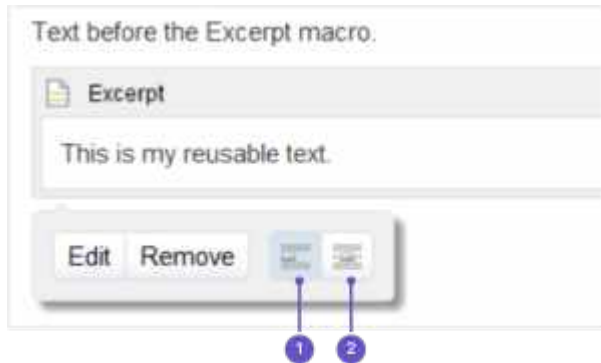 Text before the Excerpt macro.
Excerpt
This is my reusable text.
Edit Remove
1 2